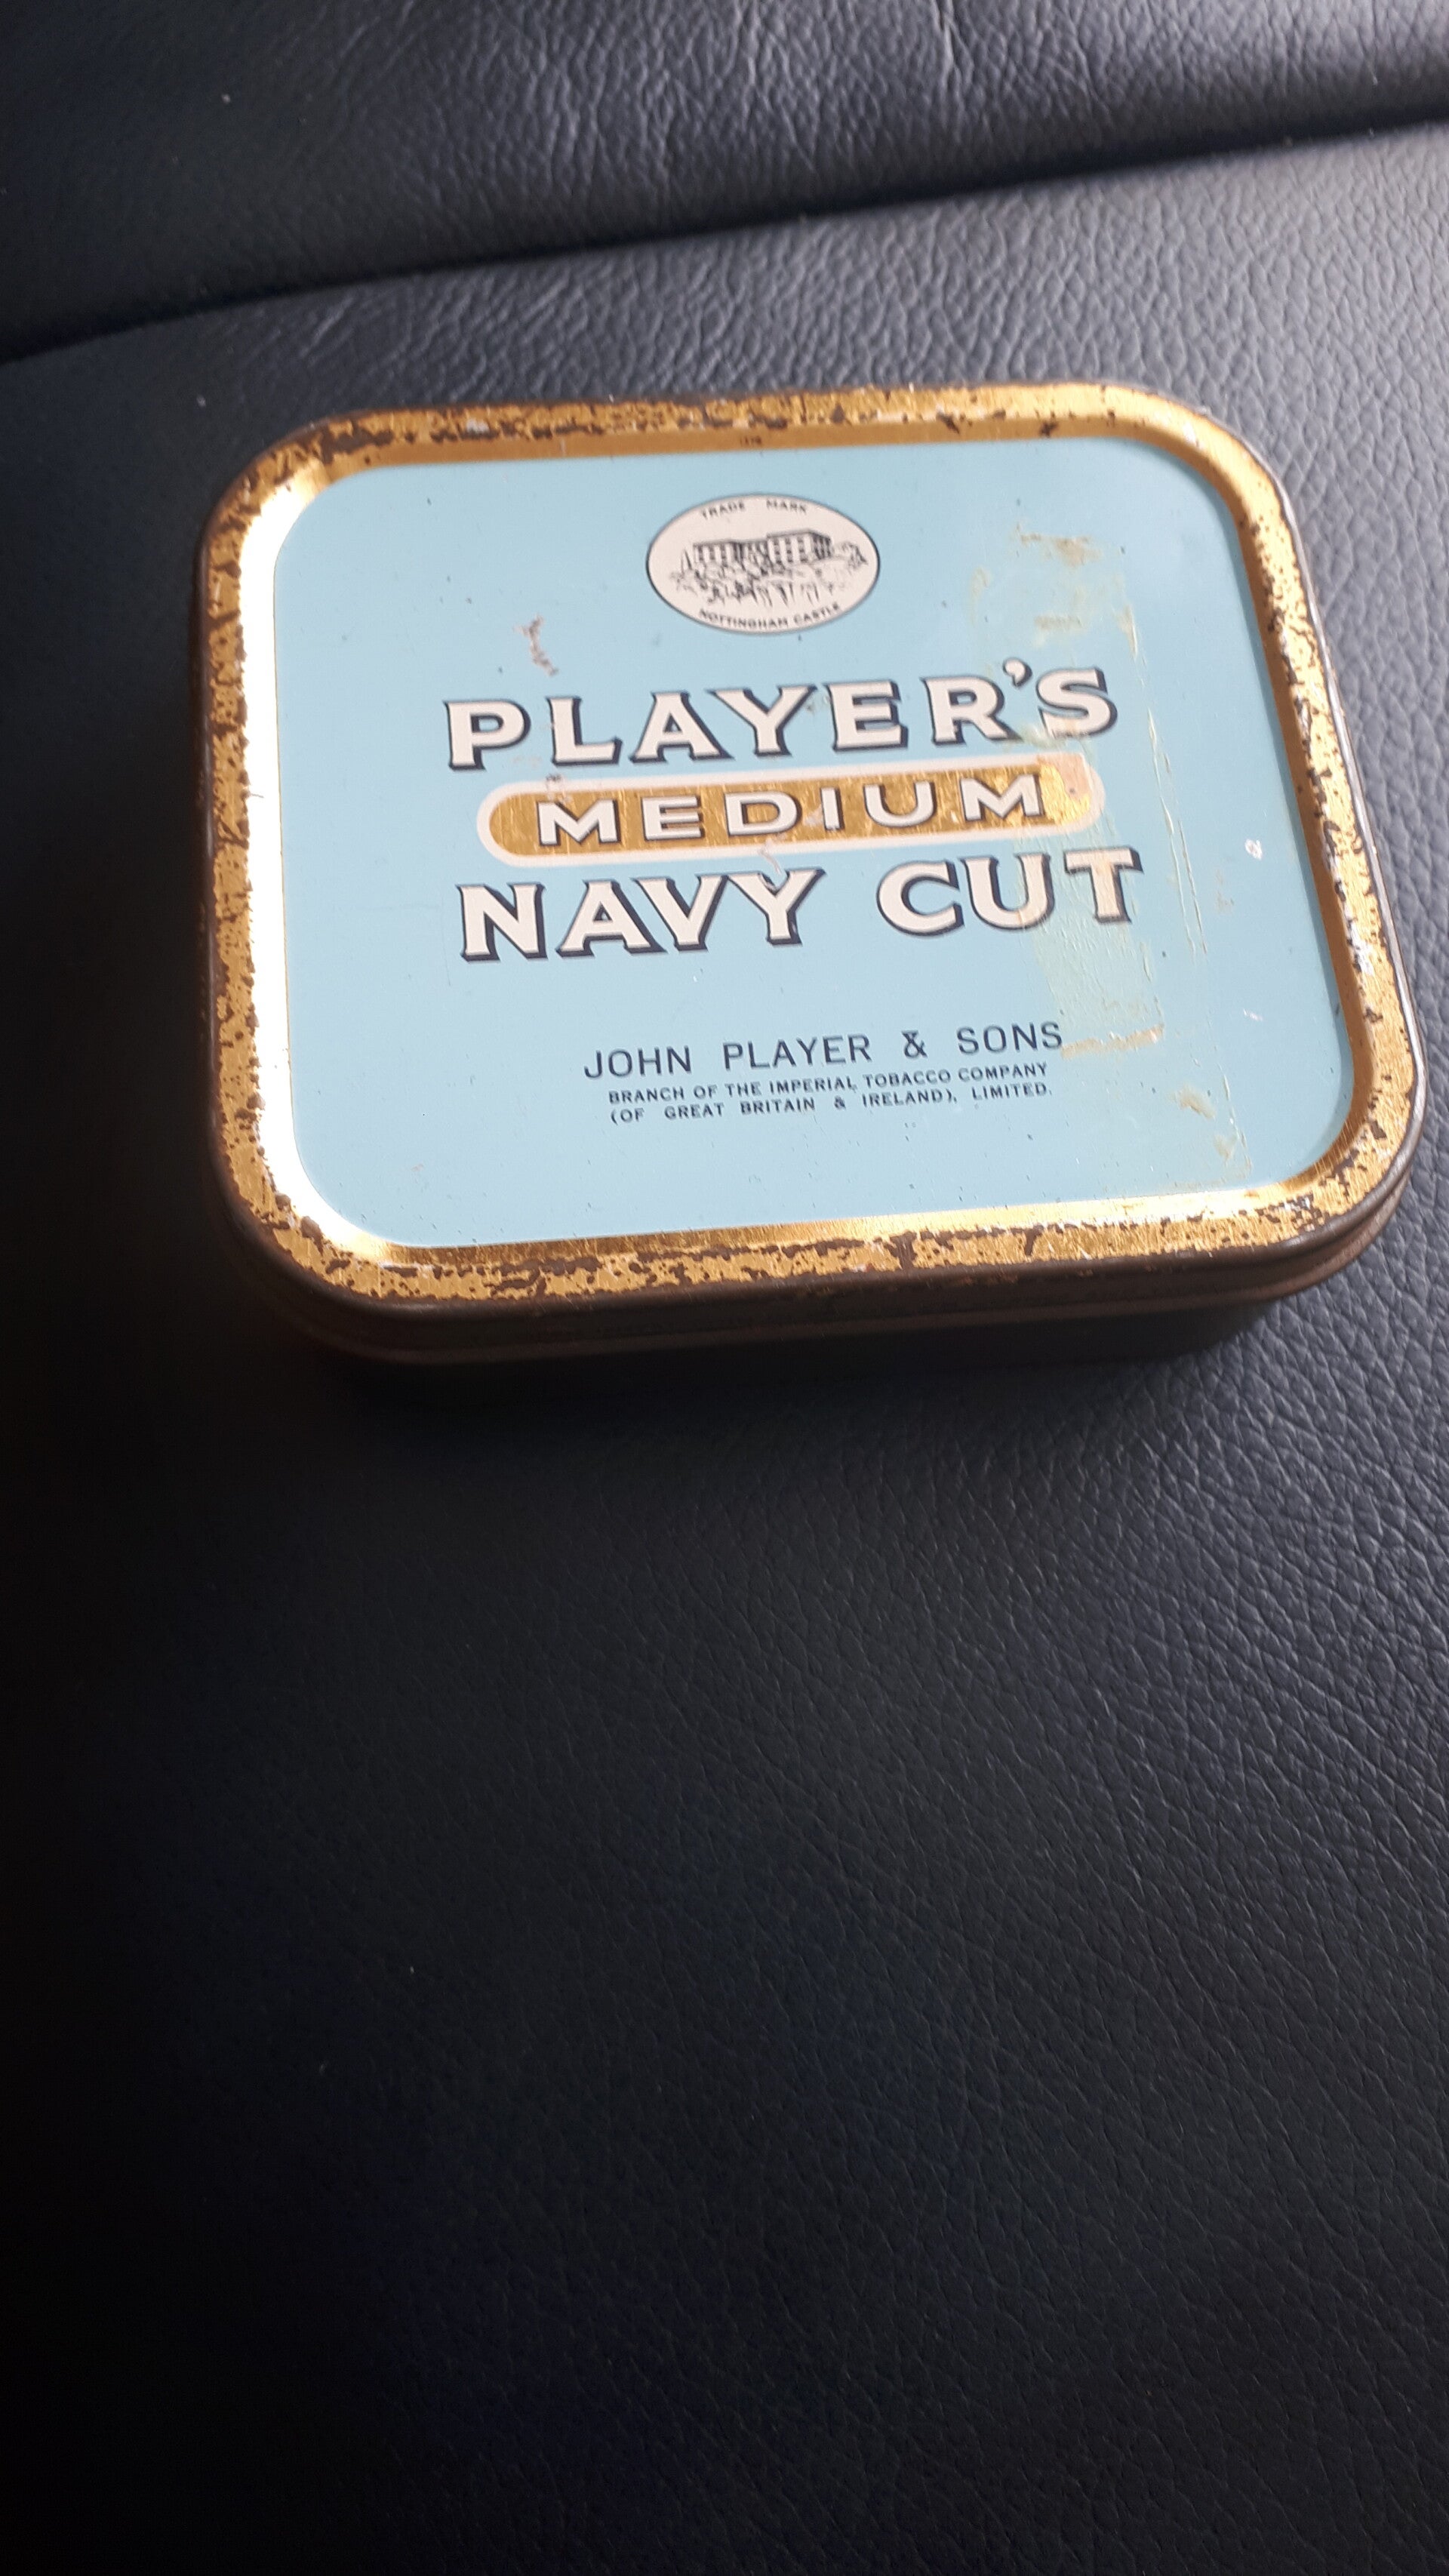 TRADE MARK
NOTTINGHAM CASTLE
PLAYER'S
MEDIUM
NAVY CUT
JOHN PLAYER & SONS
BRANCH OF THE IMPERIAL TOBACCO COMPANY
(OF GREAT BRITAIN & IRELAND), LIMITED.